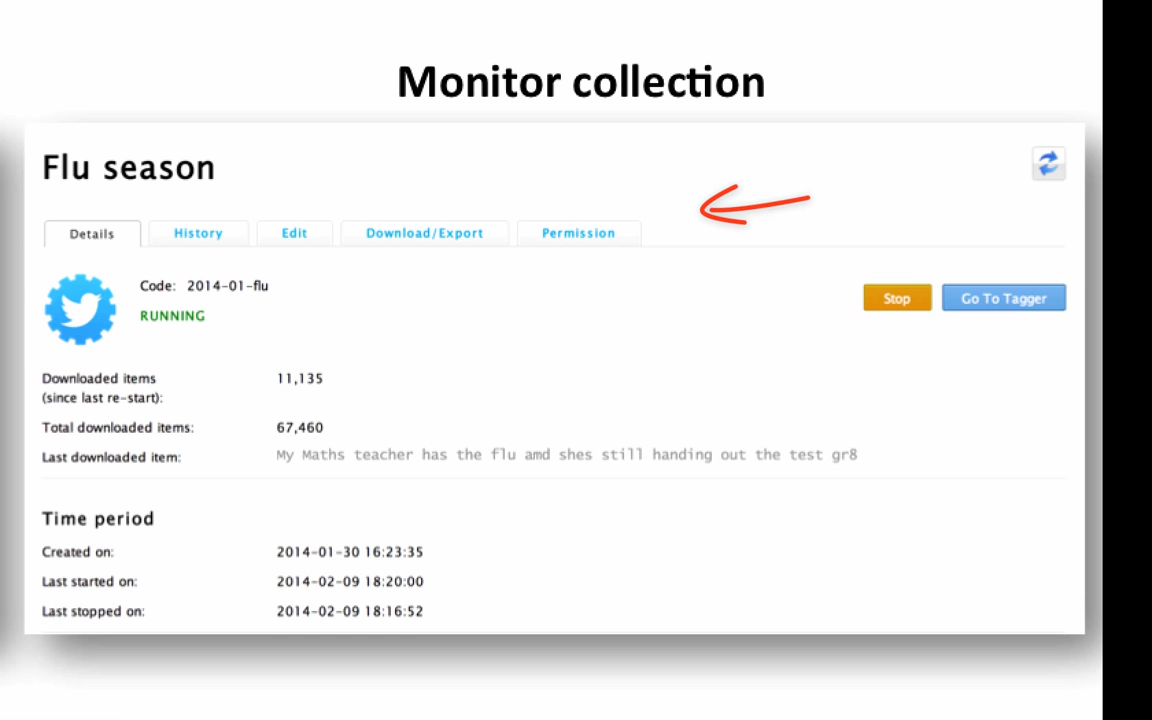 Monitor collection
Flu season
Details History Edit Download/Export Permission
Code: 2014-01-flu
RUNNING
Stop Go To Tagger
Downloaded items 11,135
(since last re-start):
Total downloaded items: 67,460
Last downloaded item: My Maths teacher has the flu amd shes still handing out the test gr8
Time period
Created on: 2014-01-30 16:23:35
Last started on: 2014-02-09 18:20:00
Last stopped on: 2014-02-09 18:16:52